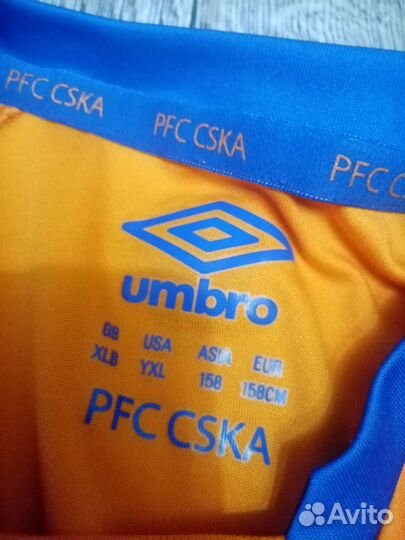 PFC CSKA PFC CSKA PFC CSKA
umbro
GB USA ASIA EUR
XLB YXL 158 158CM
PFC CSKA
Avito